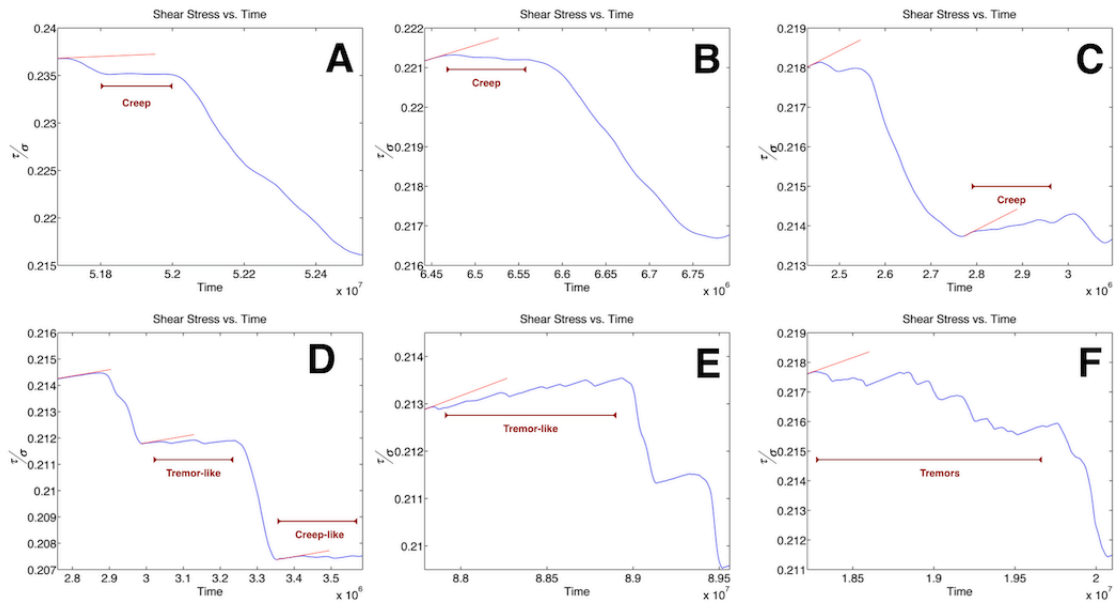 Shear Stress vs. Time
A
0.24
0.235
0.23
0.225
0.22
0.215
τ/σ
Creep
5.18
5.2
5.22
5.24
Time
x 10^7
Shear Stress vs. Time
B
0.222
0.221
0.22
0.219
0.218
0.217
0.216
τ/σ
Creep
6.45
6.5
6.55
6.6
6.65
6.7
6.75
Time
x 10^6
Shear Stress vs. Time
C
0.219
0.218
0.217
0.216
0.215
0.214
0.213
τ/σ
Creep
2.5
2.6
2.7
2.8
2.9
3
Time
x 10^6
Shear Stress vs. Time
D
0.216
0.215
0.214
0.213
0.212
0.211
0.21
0.209
0.208
0.207
τ/σ
Tremor-like
Creep-like
2.8
2.9
3
3.1
3.2
3.3
3.4
3.5
Time
x 10^6
Shear Stress vs. Time
E
0.214
0.213
0.212
0.211
0.21
τ/σ
Tremor-like
8.8
8.85
8.9
8.95
Time
x 10^7
Shear Stress vs. Time
F
0.219
0.218
0.217
0.216
0.215
0.214
0.213
0.212
0.211
τ/σ
Tremors
1.85
1.9
1.95
2
Time
x 10^7